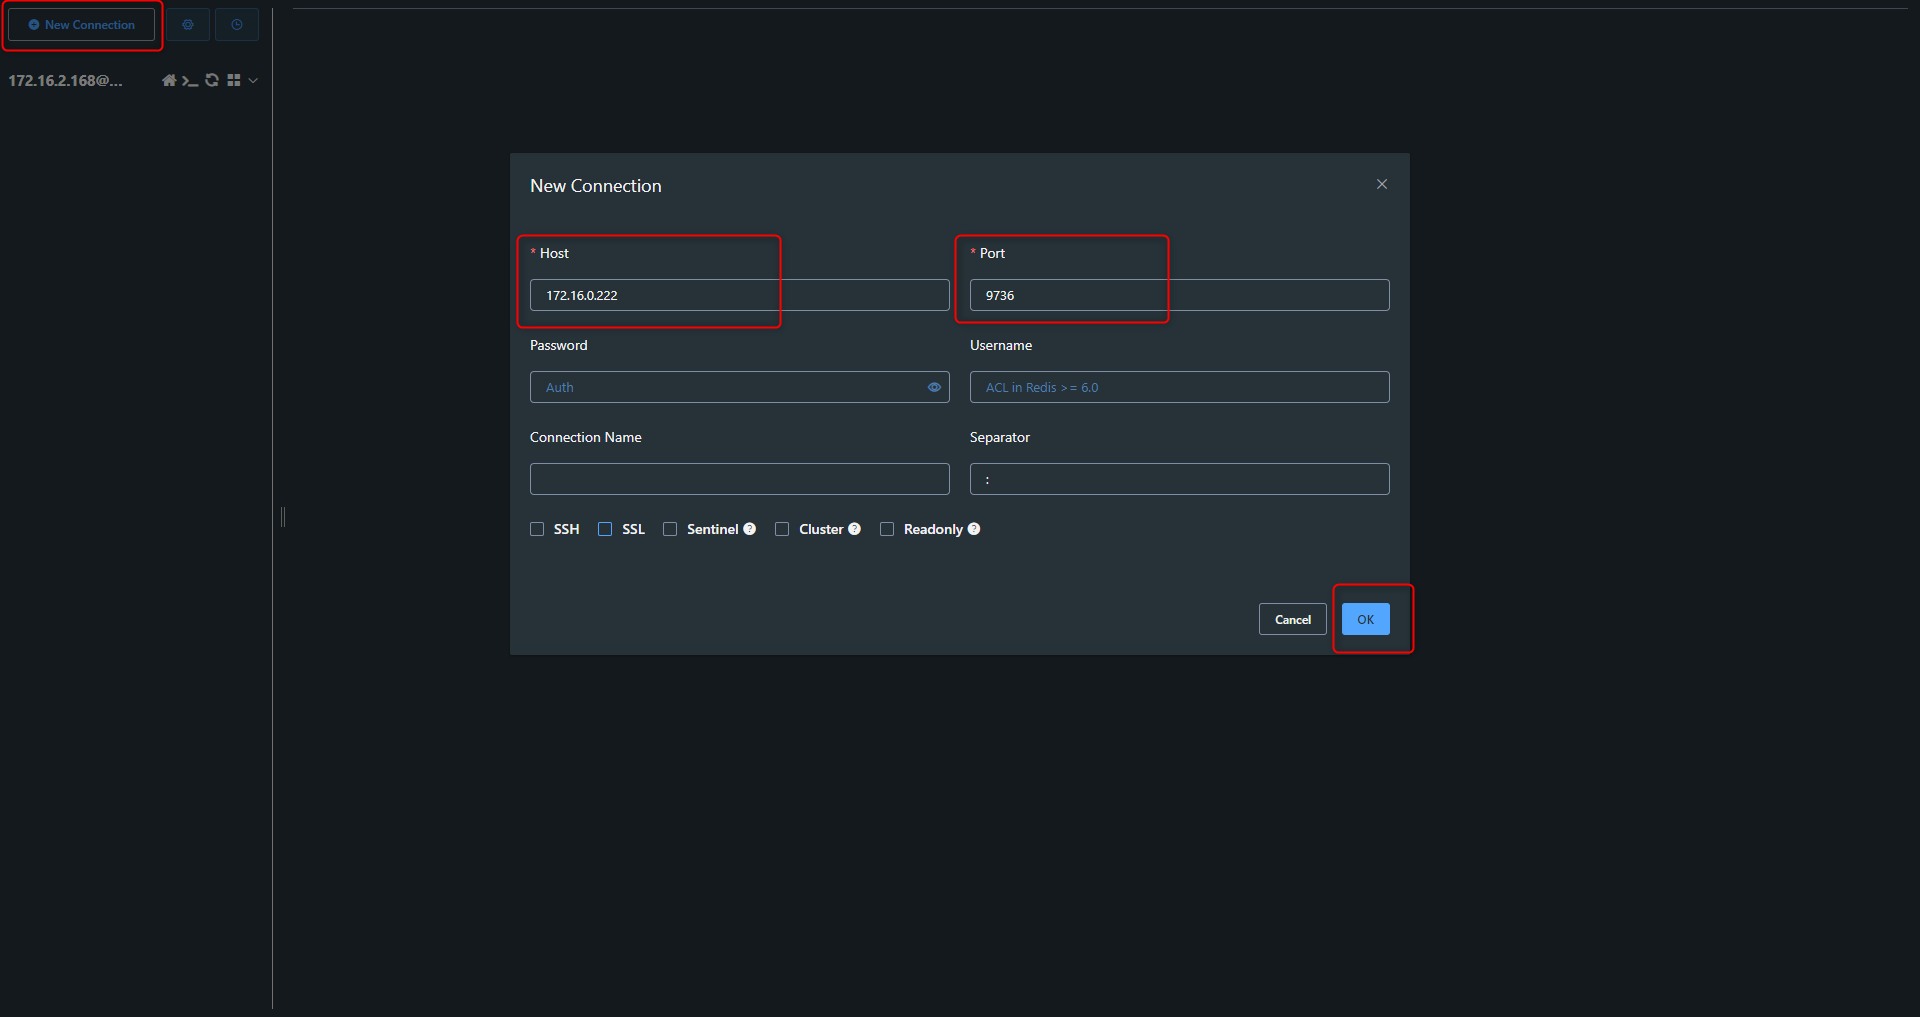 New Connection
172.16.2.168@...
New Connection
* Host
* Port
172.16.0.222
9736
Password
Username
Auth
ACL in Redis >= 6.0
Connection Name
Separator
:
SSH SSL Sentinel ? Cluster ? Readonly ?
Cancel OK